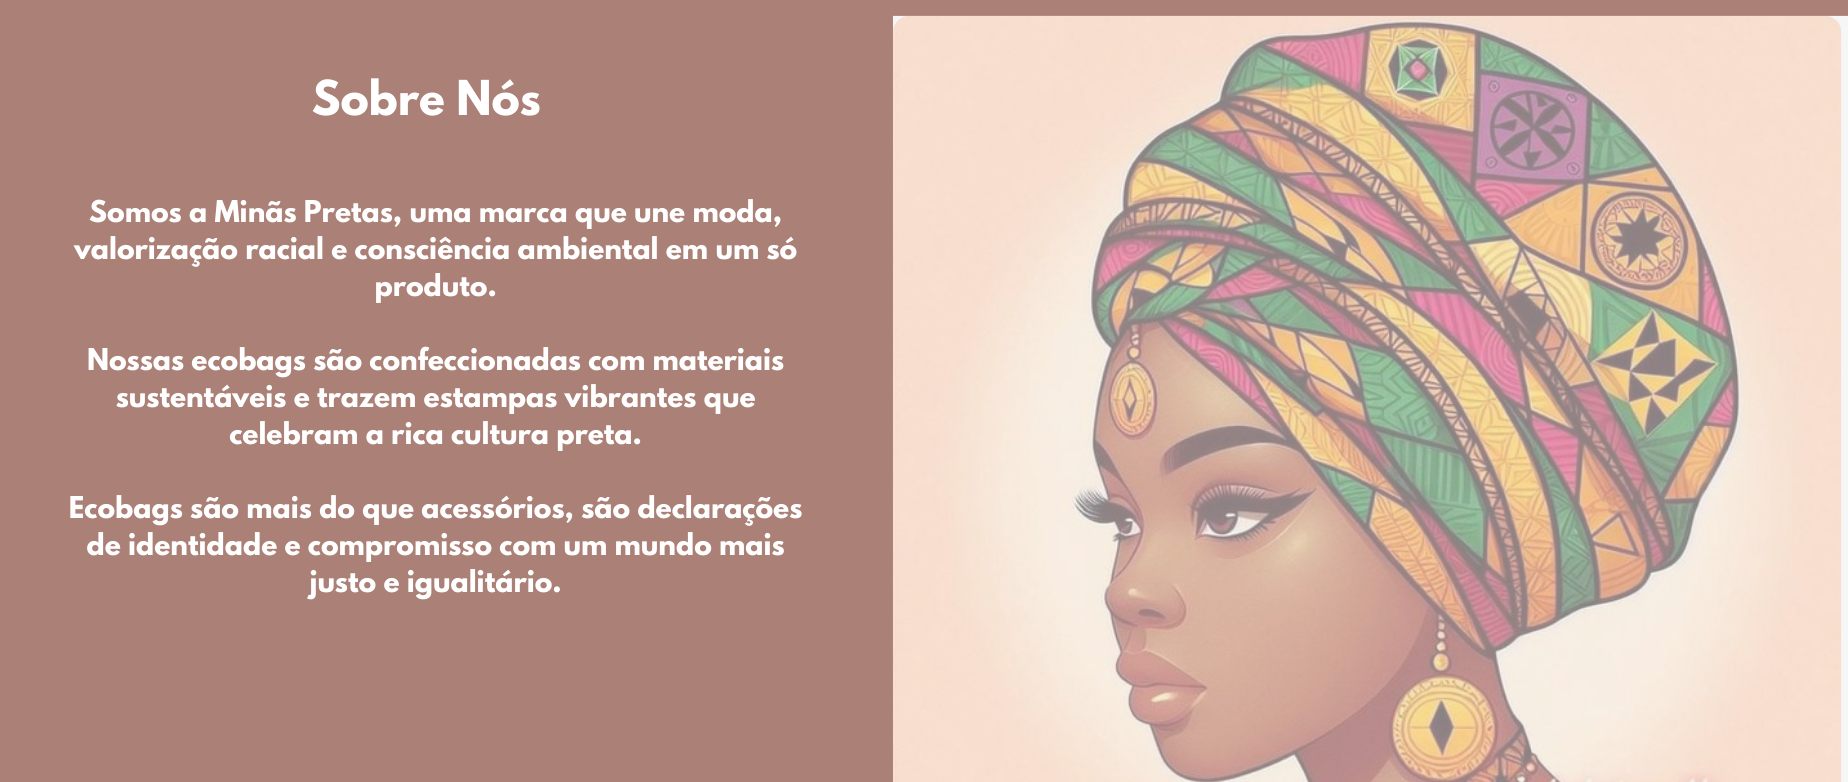 Sobre Nós
Somos a Minãs Pretas, uma marca que une moda,
valorização racial e consciência ambiental em um só
produto.
Nossas ecobags são confeccionadas com materiais
sustentáveis e trazem estampas vibrantes que
celebram a rica cultura preta.
Ecobags são mais do que acessórios, são declarações
de identidade e compromisso com um mundo mais
justo e igualitário.